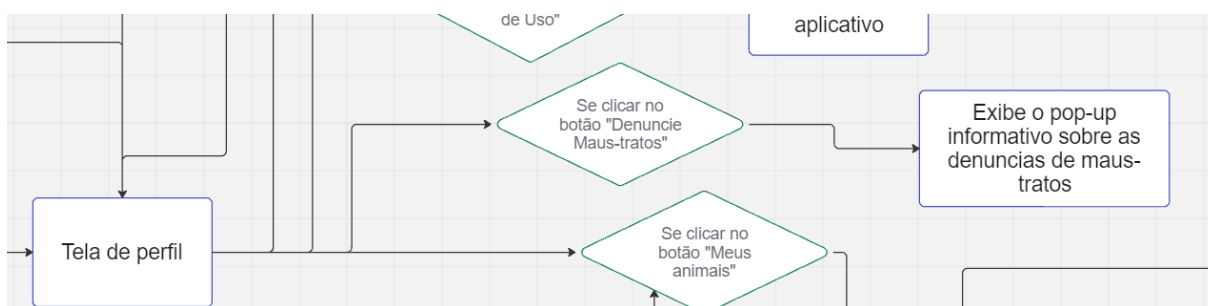 de Uso"
aplicativo
Se clicar no
botão "Denuncie
Maus-tratos"
Exibe o pop-up
informativo sobre as
denuncias de maus-
tratos
Tela de perfil
Se clicar no
botão "Meus
animais"